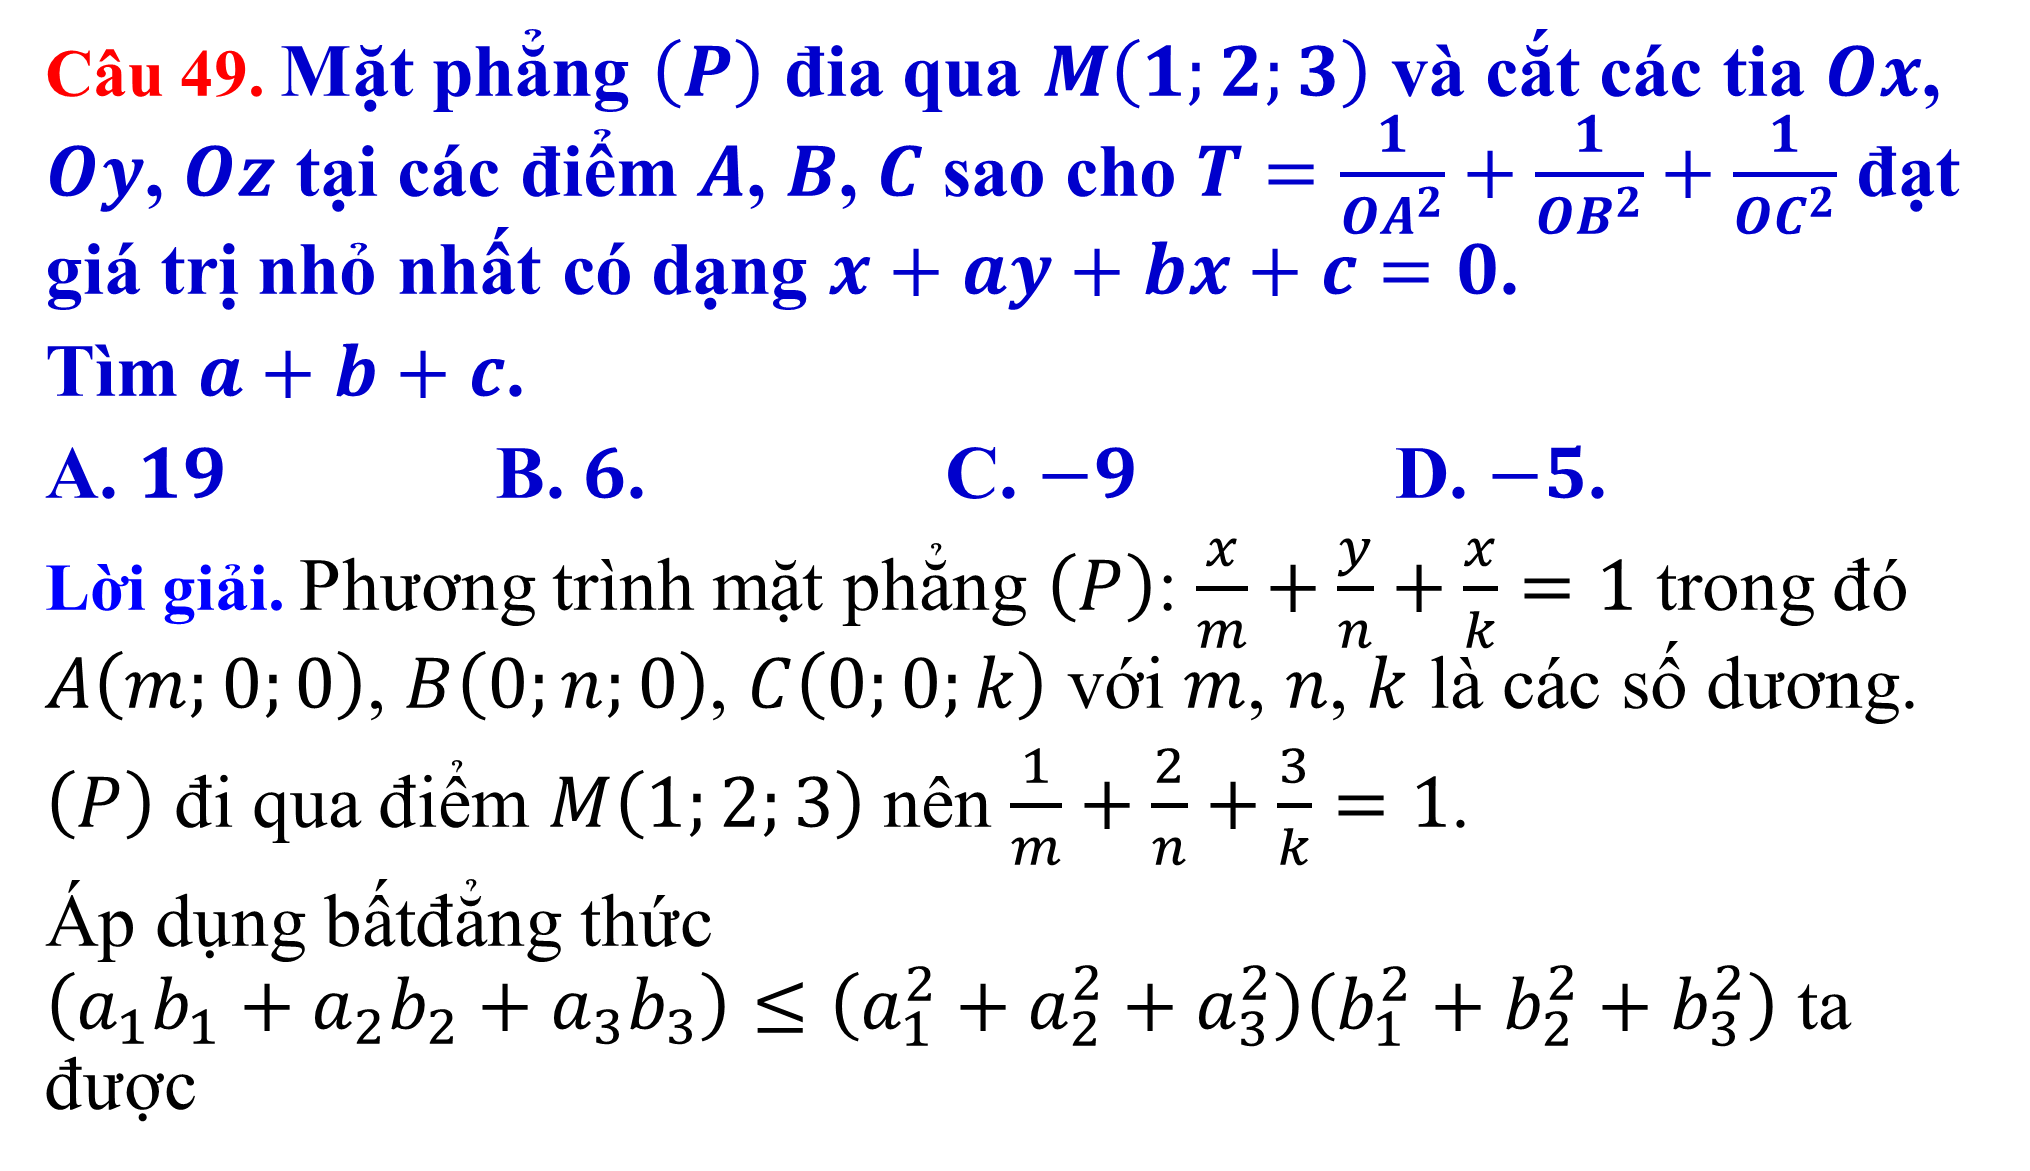 Câu 49. Mặt phẳng (P) đia qua M(1; 2; 3) và cắt các tia Ox,
Oy, Oz tại các điểm A, B, C sao cho T = 1/OA² + 1/OB² + 1/OC² đạt
giá trị nhỏ nhất có dạng x + ay + bx + c = 0.
Tìm a + b + c.
A. 19 B. 6. C. −9 D. −5.
Lời giải. Phương trình mặt phẳng (P): x/m + y/n + x/k = 1 trong đó
A(m; 0; 0), B(0; n; 0), C(0; 0; k) với m, n, k là các số dương.
(P) đi qua điểm M(1; 2; 3) nên 1/m + 2/n + 3/k = 1.
Áp dụng bấtđẳng thức
(a₁b₁ + a₂b₂ + a₃b₃) ≤ (a₁² + a₂² + a₃²)(b₁² + b₂² + b₃²) ta
được